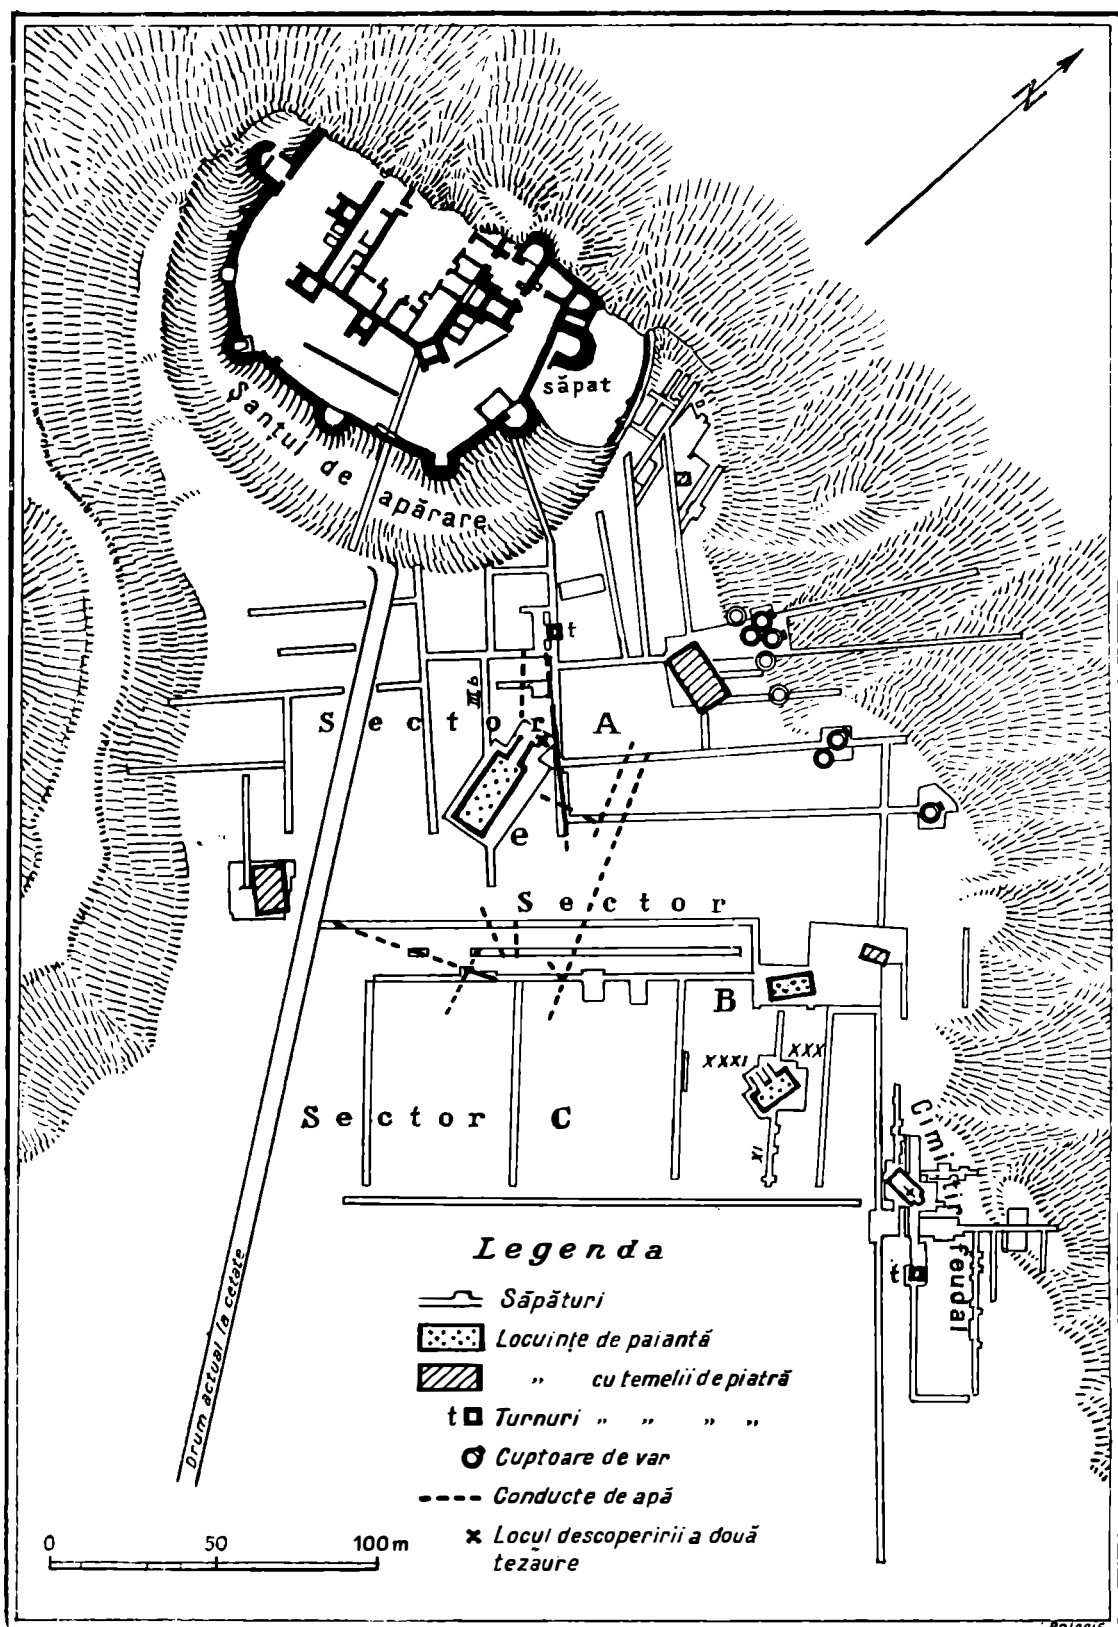 N
săpat
Șanțul de apărare
t
III b
Sector A
e
Sector
B
XXXI
XXX
XI
Sector C
Cimitir feudal
t
Drum actual la cetate
Legenda
Săpături
Locuințe de paiantă
„ cu temelii de piatră
t Turnuri „ „ „ „
Cuptoare de var
Conducte de apă
Locul descoperirii a două
tezaure
0 50 100 m